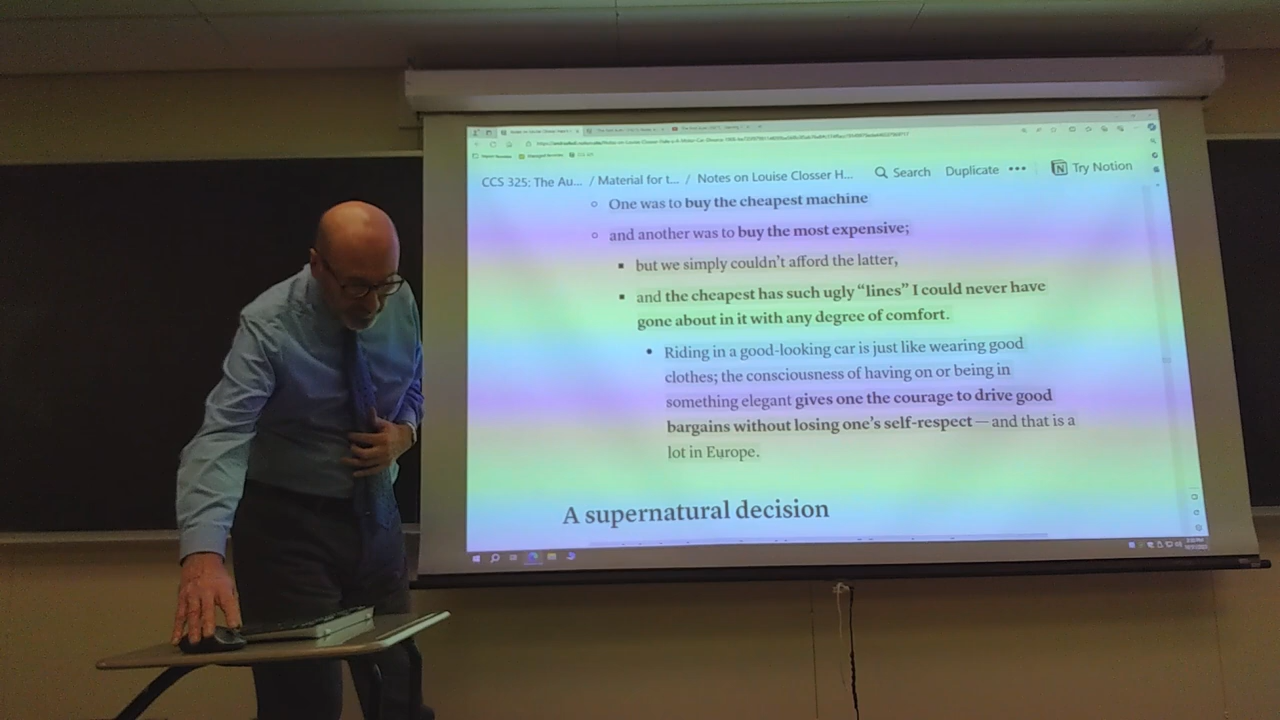 CCS 325: The Au... / Material for t... / Notes on Louise Closser H... Search Duplicate ••• Try Notion
One was to buy the cheapest machine
and another was to buy the most expensive;
but we simply couldn't afford the latter,
and the cheapest has such ugly “lines” I could never have
gone about in it with any degree of comfort.
Riding in a good-looking car is just like wearing good
clothes; the consciousness of having on or being in
something elegant gives one the courage to drive good
bargains without losing one's self-respect — and that is a
lot in Europe.
A supernatural decision